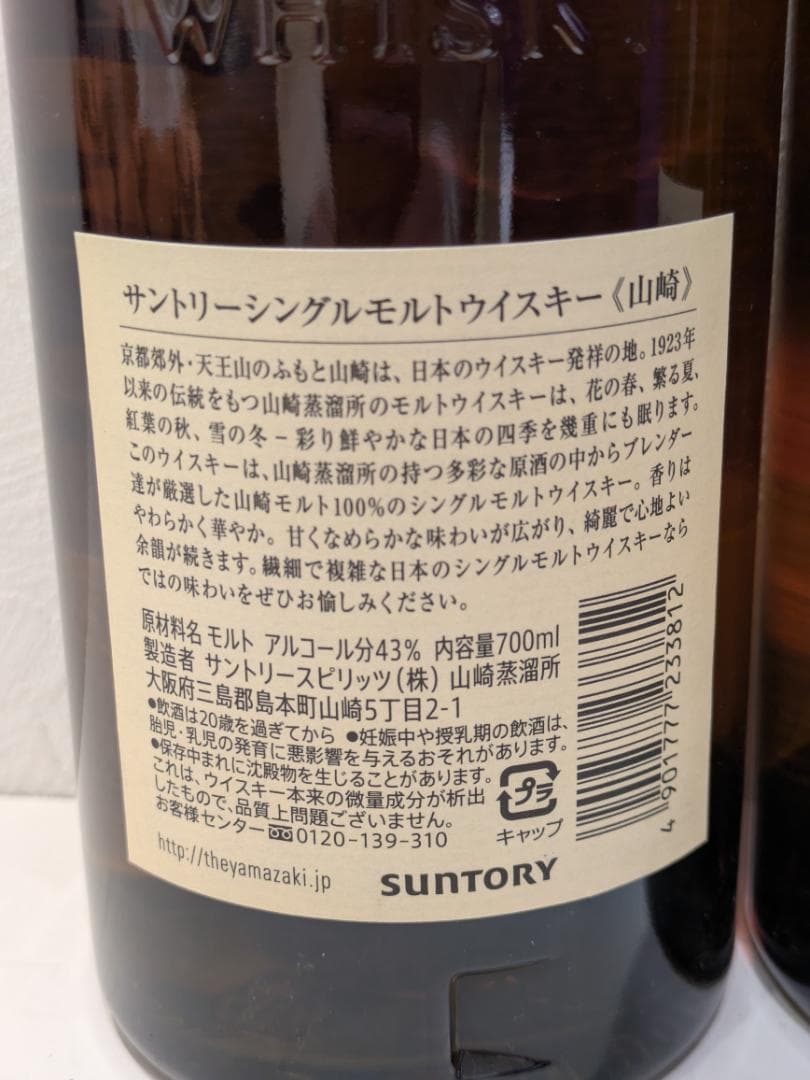 WHISKY
サントリーシングルモルトウイスキー《山崎》
京都郊外・天王山のふもと山崎は、日本のウイスキー発祥の地。1923年
以来の伝統をもつ山崎蒸溜所のモルトウイスキーは、花の春、繁る夏、
紅葉の秋、雪の冬－彩り鮮やかな日本の四季を幾重にも眠ります。
このウイスキーは、山崎蒸溜所の持つ多彩な原酒の中からブレンダー
達が厳選した山崎モルト100%のシングルモルトウイスキー。香りは
やわらかく華やか。甘くなめらかな味わいが広がり、綺麗で心地よい
余韻が続きます。繊細で複雑な日本のシングルモルトウイスキーなら
ではの味わいをぜひお愉しみください。
原材料名 モルト アルコール分43% 内容量700ml
製造者 サントリースピリッツ(株) 山崎蒸溜所
大阪府三島郡島本町山崎5丁目2-1
●飲酒は20歳を過ぎてから ●妊娠中や授乳期の飲酒は、
胎児・乳児の発育に悪影響を与えるおそれがあります。
●保存中まれに沈殿物を生じることがあります。
これは、ウイスキー本来の微量成分が析出
したもので、品質上問題ございません。
お客様センター 0120-139-310
http://theyamazaki.jp
プラ
キャップ
SUNTORY
4 901777 233812